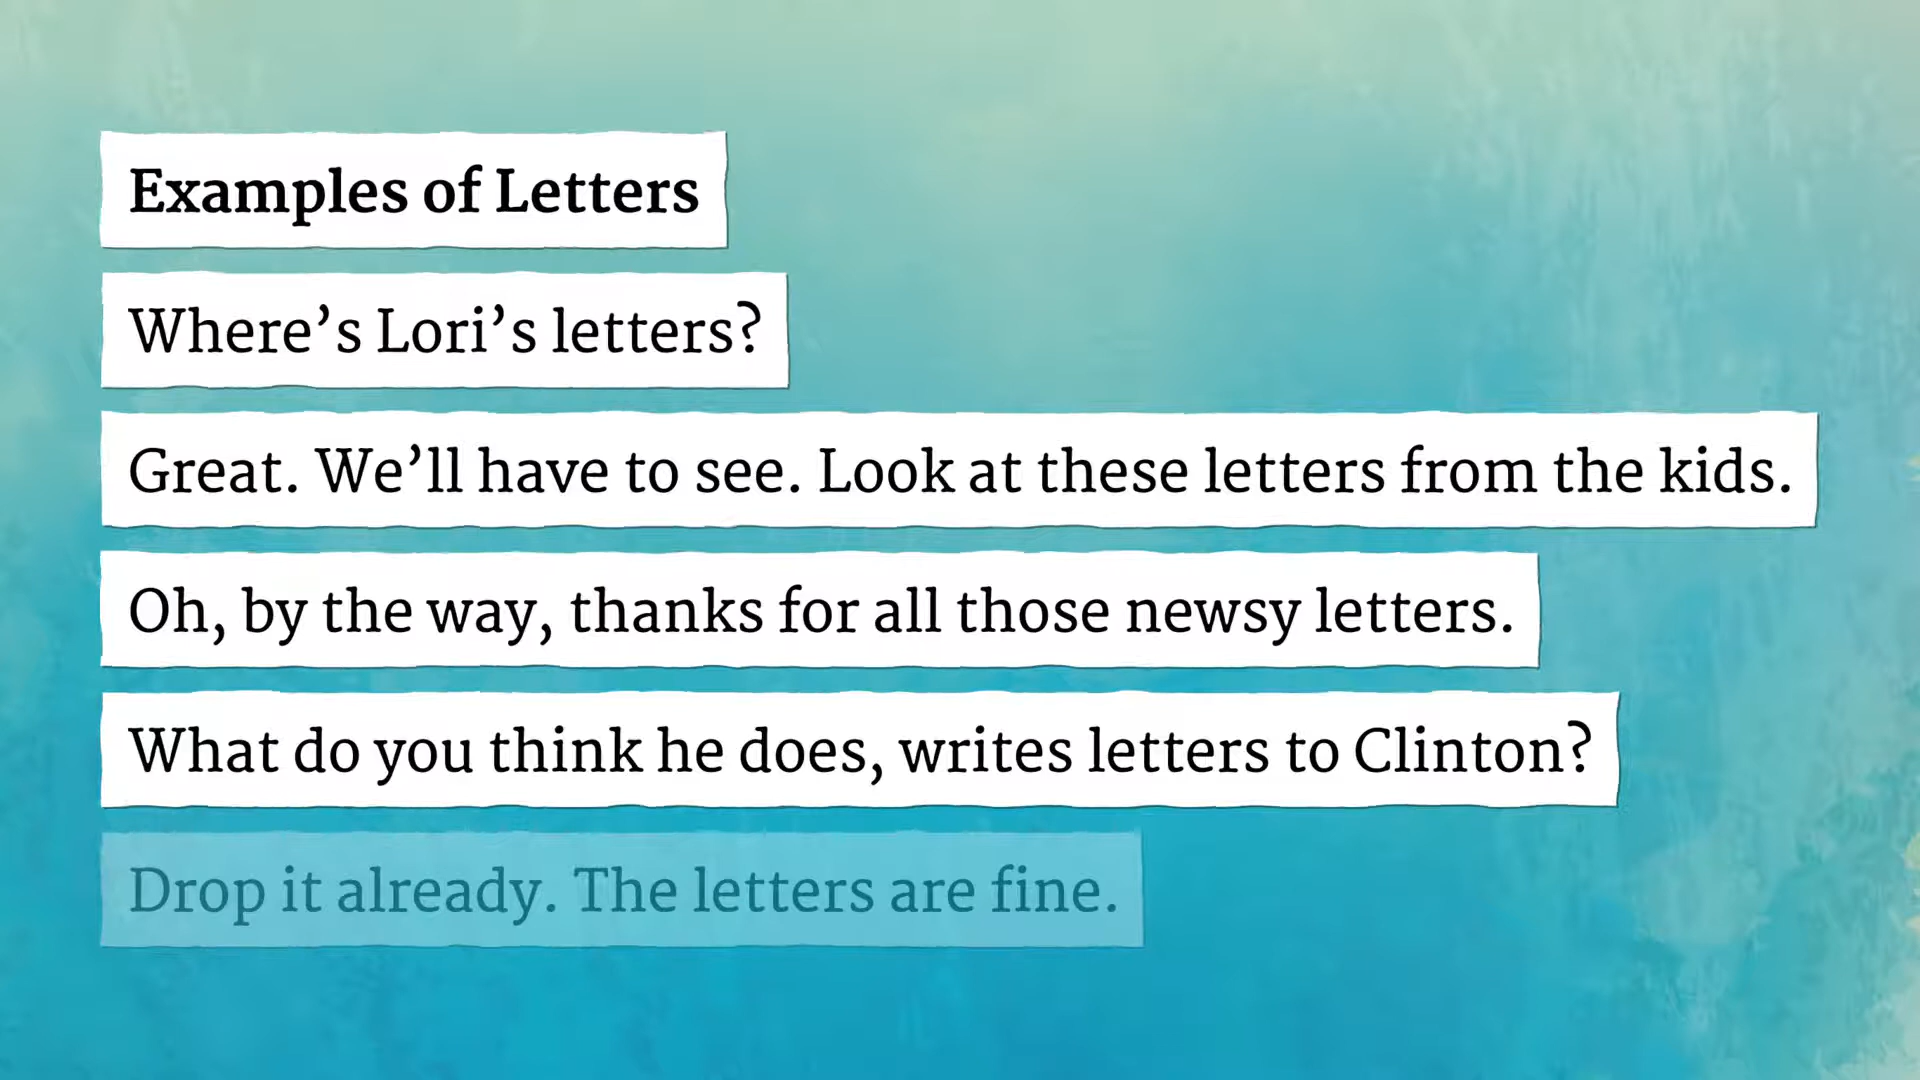 Examples of Letters
Where’s Lori’s letters?
Great. We’ll have to see. Look at these letters from the kids.
Oh, by the way, thanks for all those newsy letters.
What do you think he does, writes letters to Clinton?
Drop it already. The letters are fine.